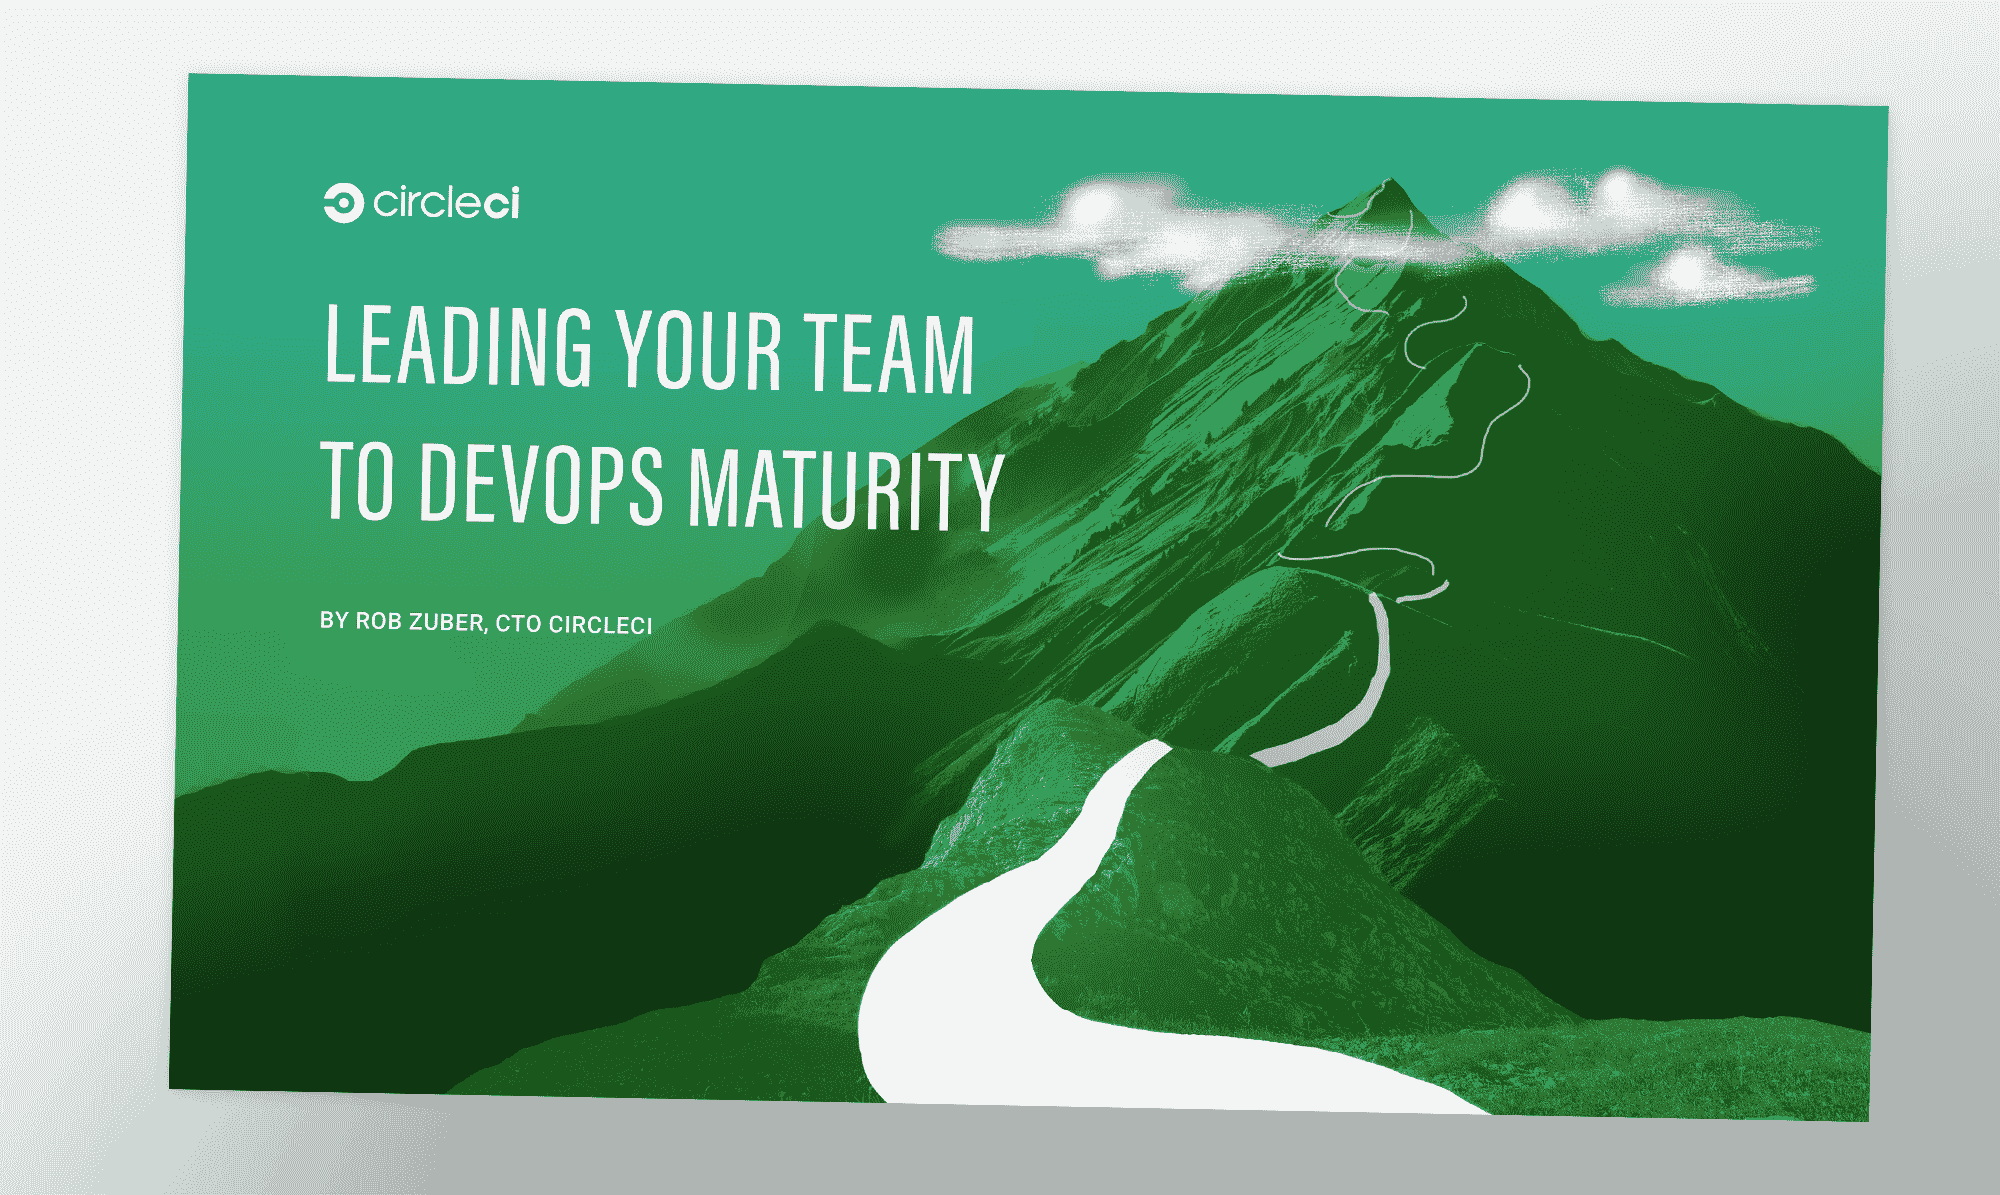 circleci
LEADING YOUR TEAM
TO DEVOPS MATURITY
BY ROB ZUBER, CTO CIRCLECI